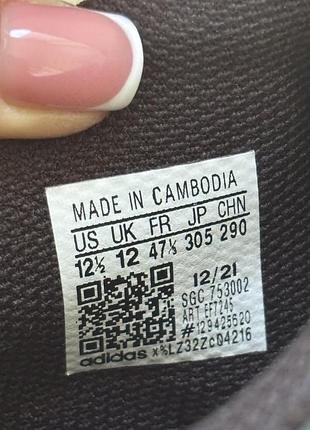 MADE IN CAMBODIA
US UK FR JP CHN
12½ 12 47⅓ 305 290
12/21
SGC 753002
ART EF7245
#129425620
adidas x%LZ32ZC04216